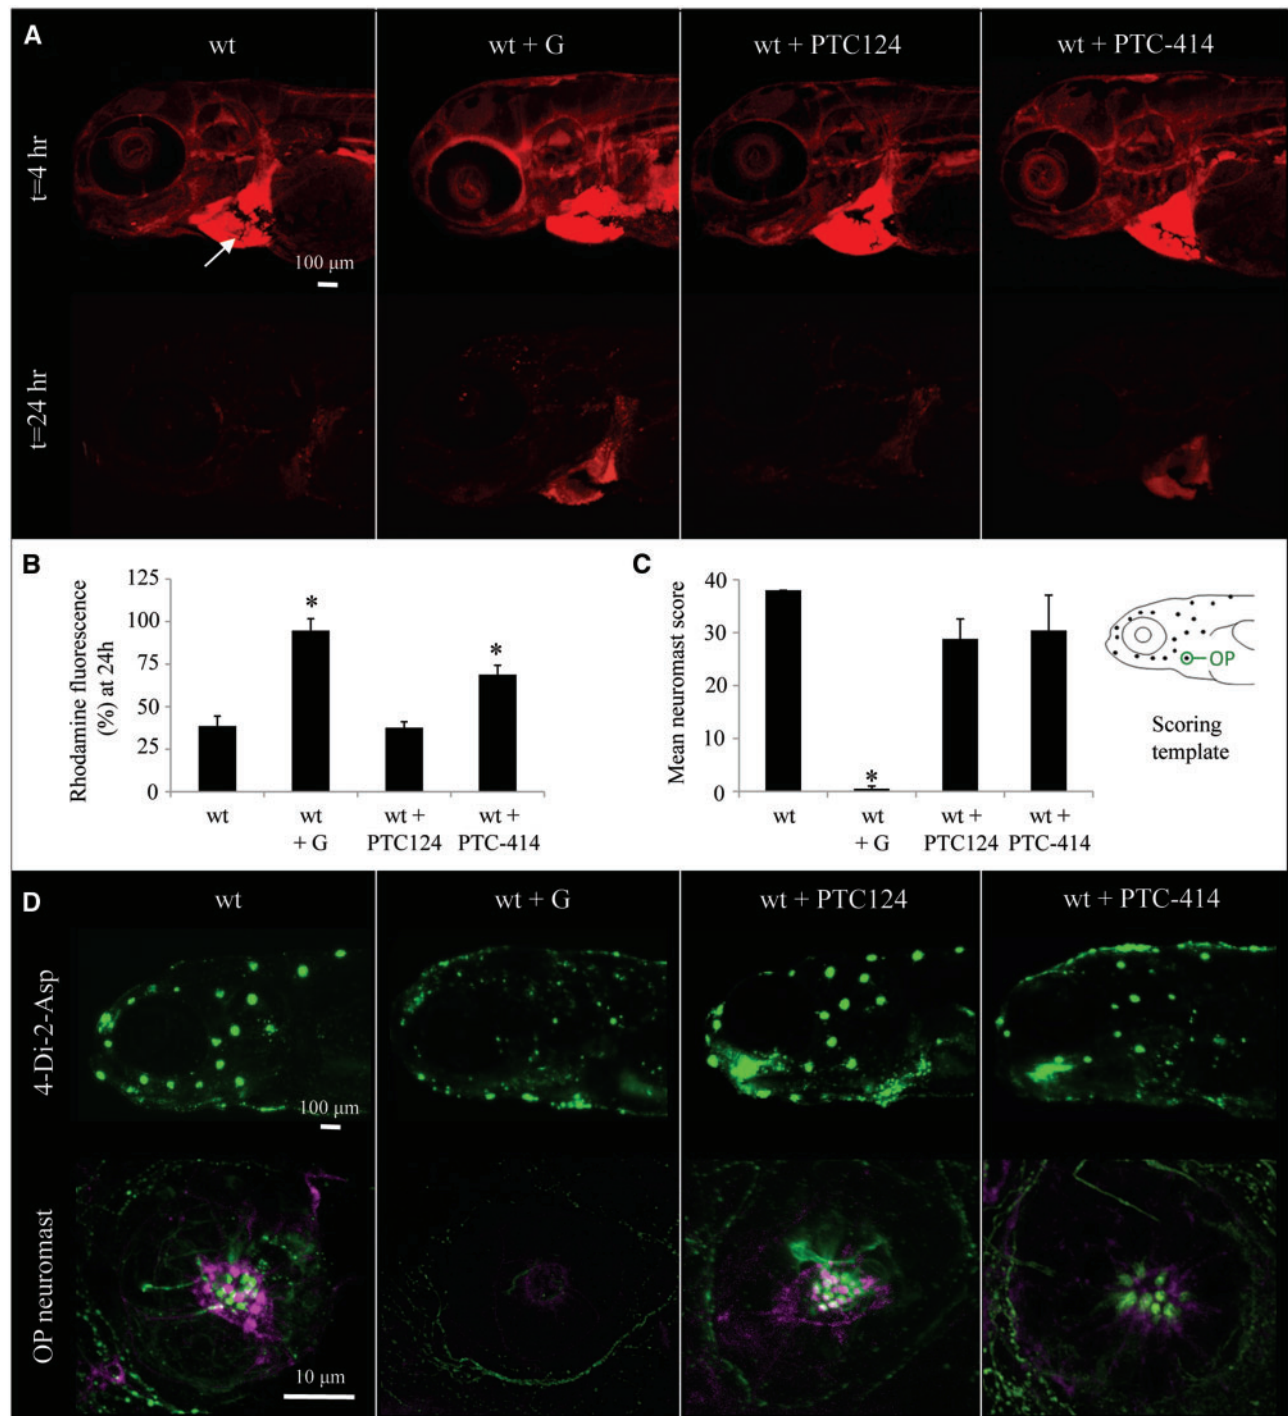 A
wt
wt + G
wt + PTC124
wt + PTC-414
t=4 hr
100 μm
t=24 hr
B
Rhodamine fluorescence
(%) at 24h
125
100
75
50
25
0
*
*
wt
wt
+ G
wt +
PTC124
wt +
PTC-414
C
Mean neuromast score
40
30
20
10
0
*
wt
wt
+ G
wt +
PTC124
wt +
PTC-414
OP
Scoring
template
D
wt
wt + G
wt + PTC124
wt + PTC-414
4-Di-2-Asp
100 μm
OP neuromast
10 μm